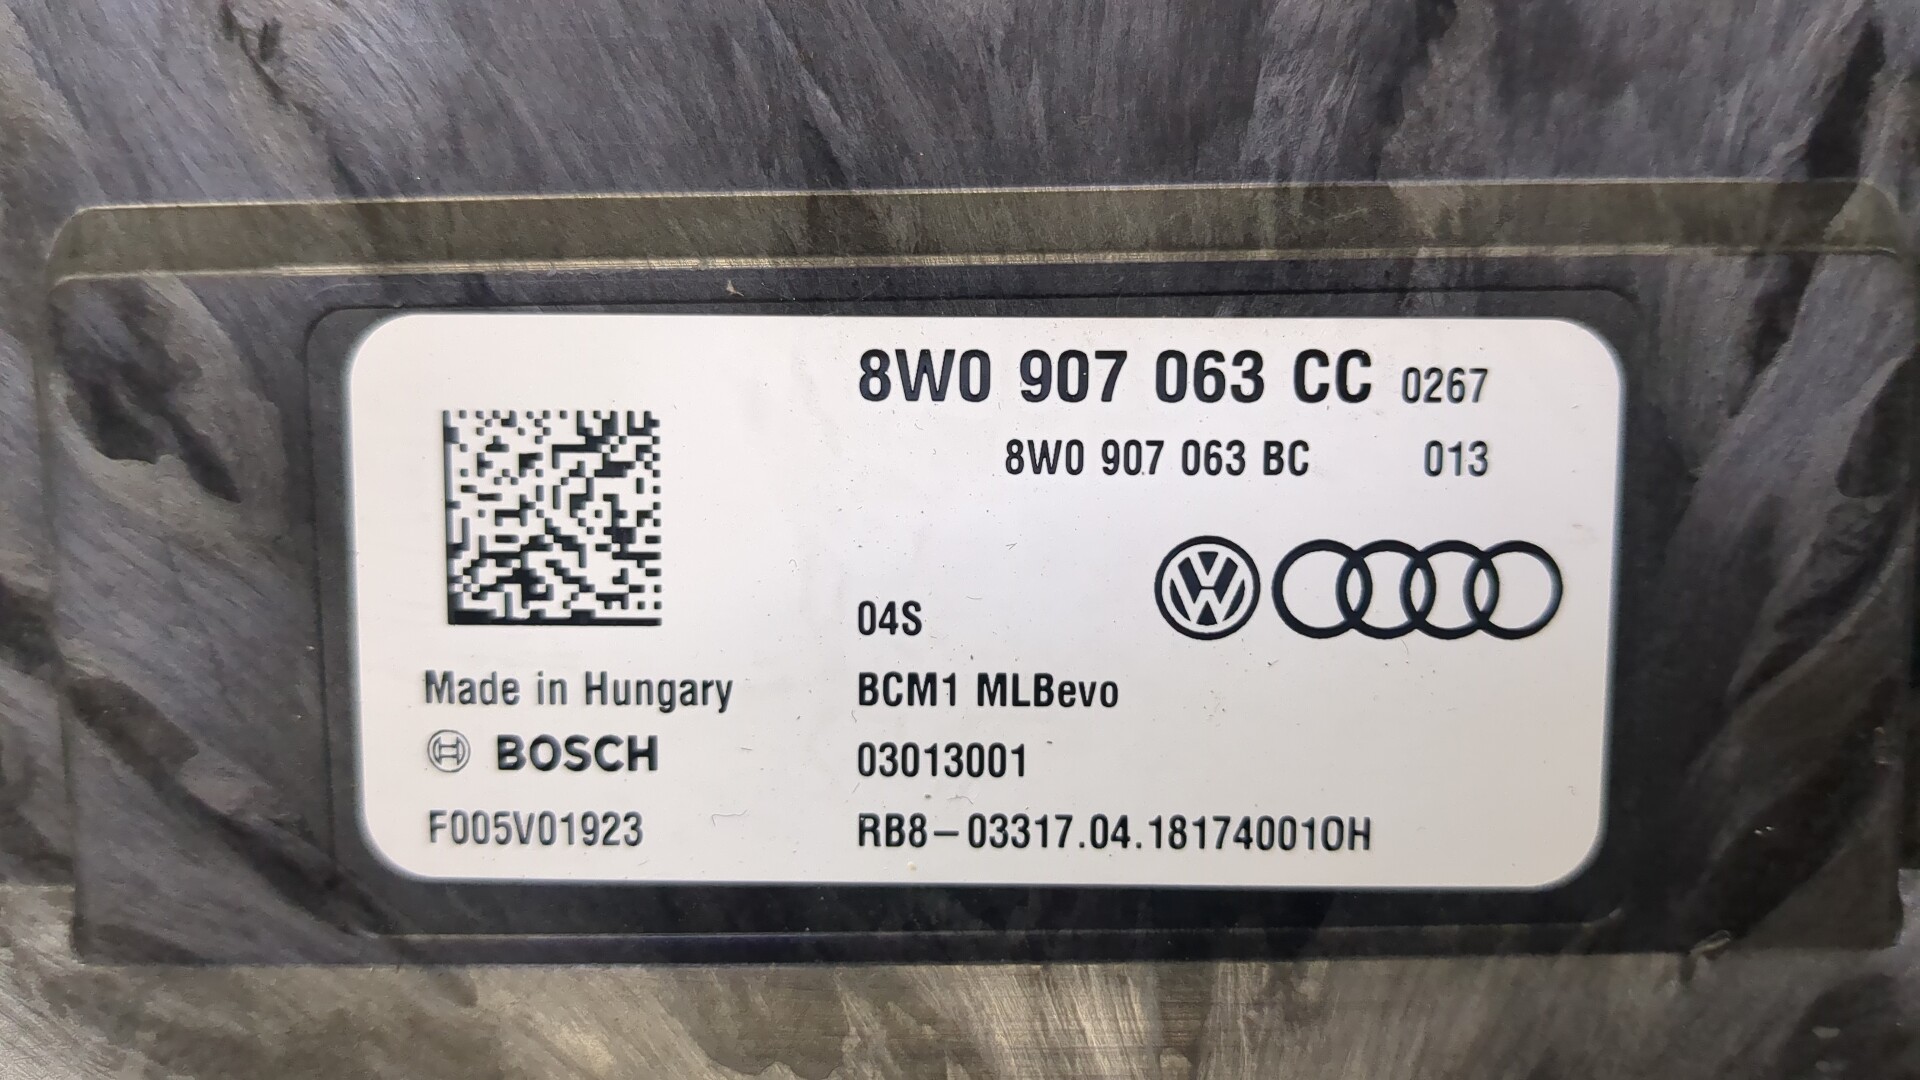 8W0 907 063 CC 0267
8W0 907 063 BC 013
04S
Made in Hungary
BCM1 MLBevo
BOSCH
03013001
F005V01923
RB8-03317.04.181740010H